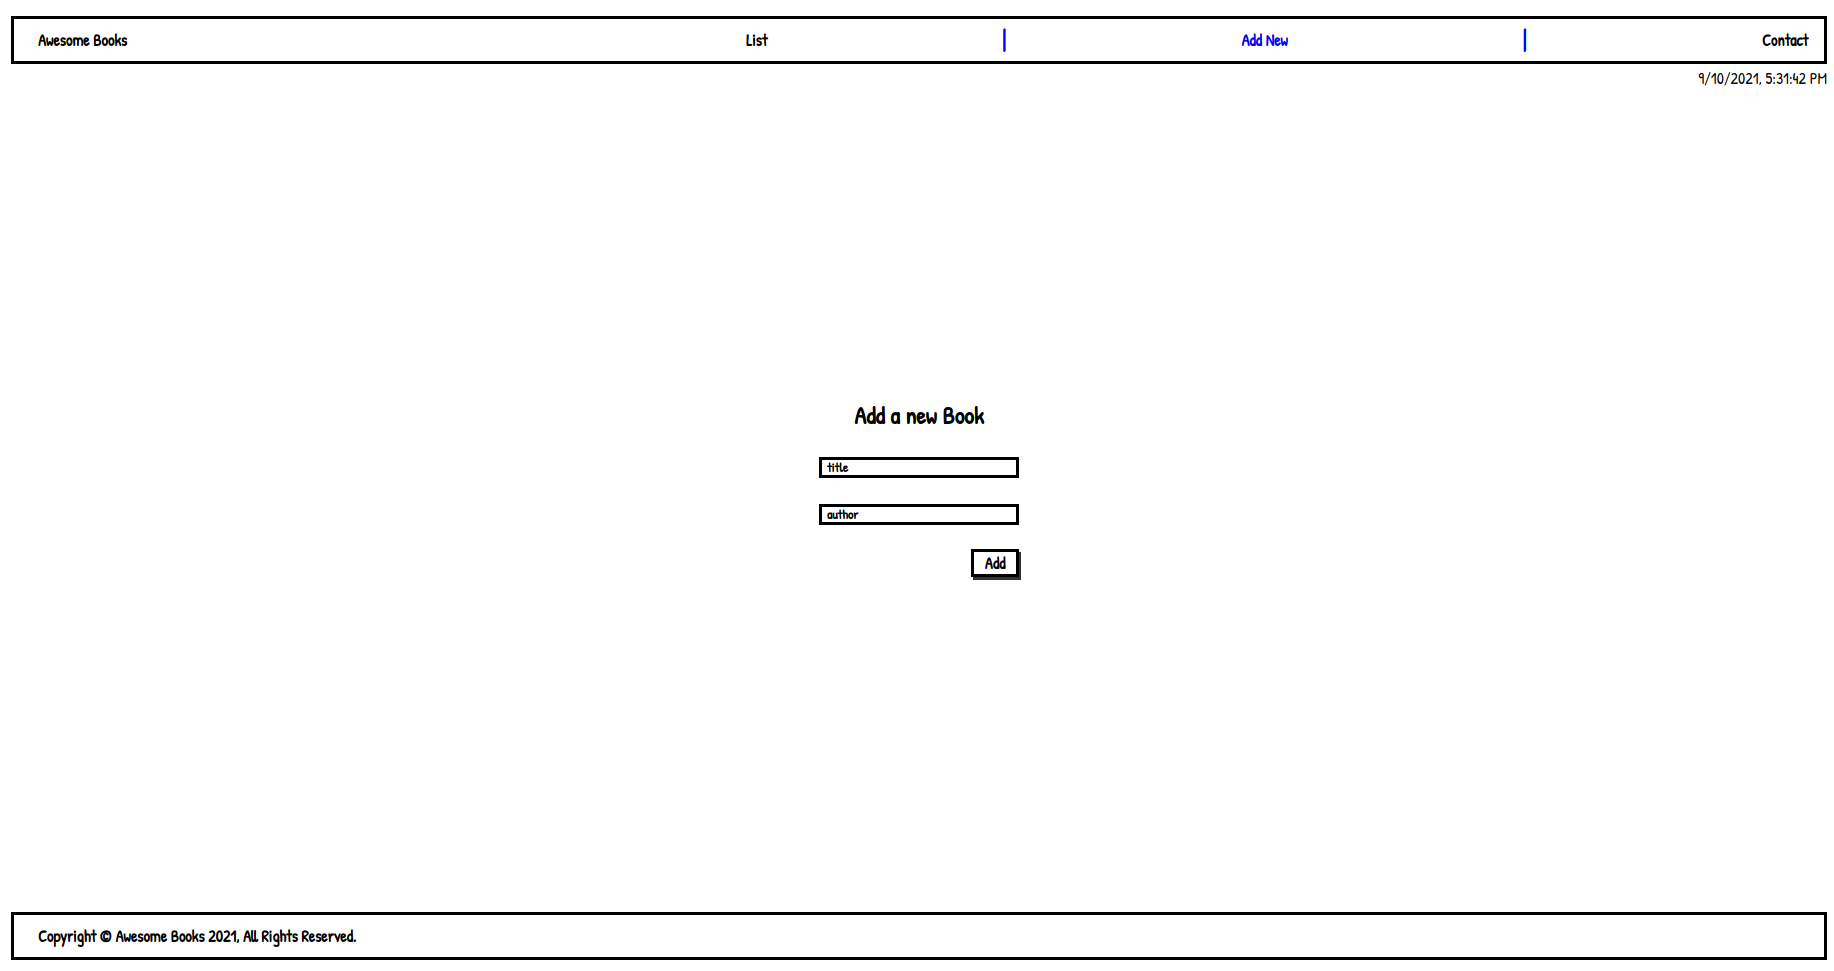 Awesome Books List | Add New | Contact
9/10/2021, 5:31:42 PM
Add a new Book
title
author
Add
Copyright © Awesome Books 2021, All Rights Reserved.